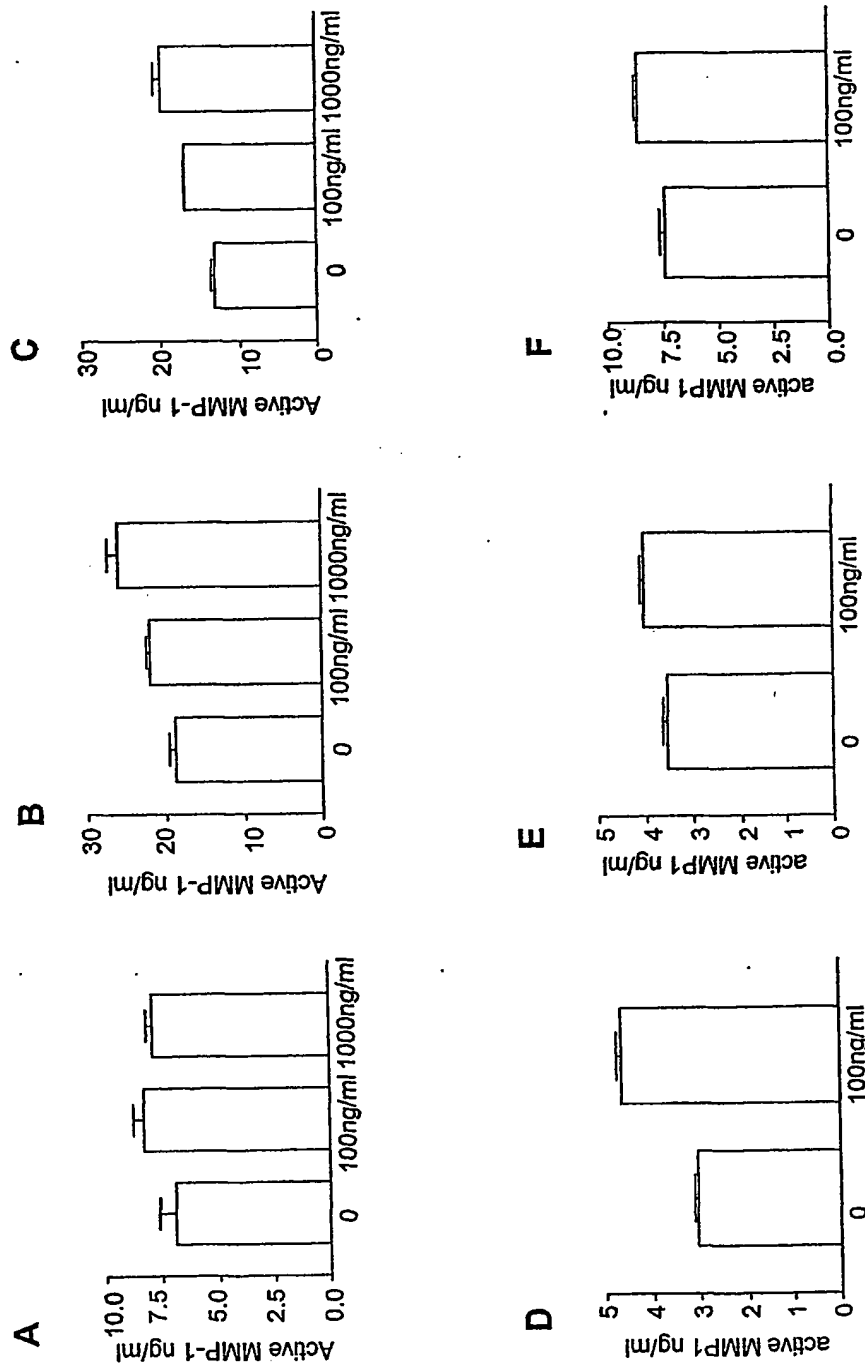 A
Active MMP-1 ng/ml
10.0
7.5
5.0
2.5
0.0
0 100ng/ml 1000ng/ml
B
Active MMP-1 ng/ml
30
20
10
0
0 100ng/ml 1000ng/ml
C
Active MMP-1 ng/ml
30
20
10
0
0 100ng/ml 1000ng/ml
D
active MMP1 ng/ml
5
4
3
2
1
0
0 100ng/ml
E
active MMP1 ng/ml
5
4
3
2
1
0
0 100ng/ml
F
active MMP1 ng/ml
10.0
7.5
5.0
2.5
0.0
0 100ng/ml